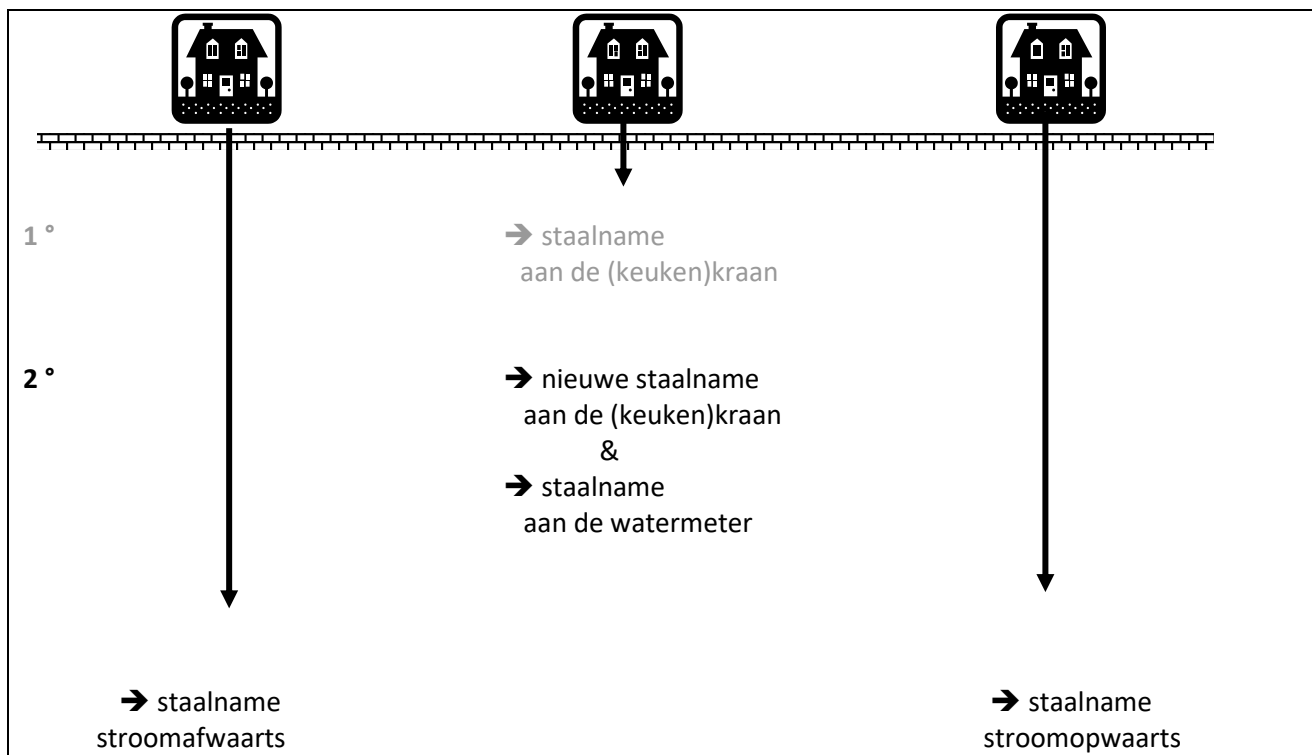 1 °
➔ staalname
aan de (keuken)kraan
2 °
➔ nieuwe staalname
aan de (keuken)kraan
&
➔ staalname
aan de watermeter
➔ staalname
stroomafwaarts
➔ staalname
stroomopwaarts